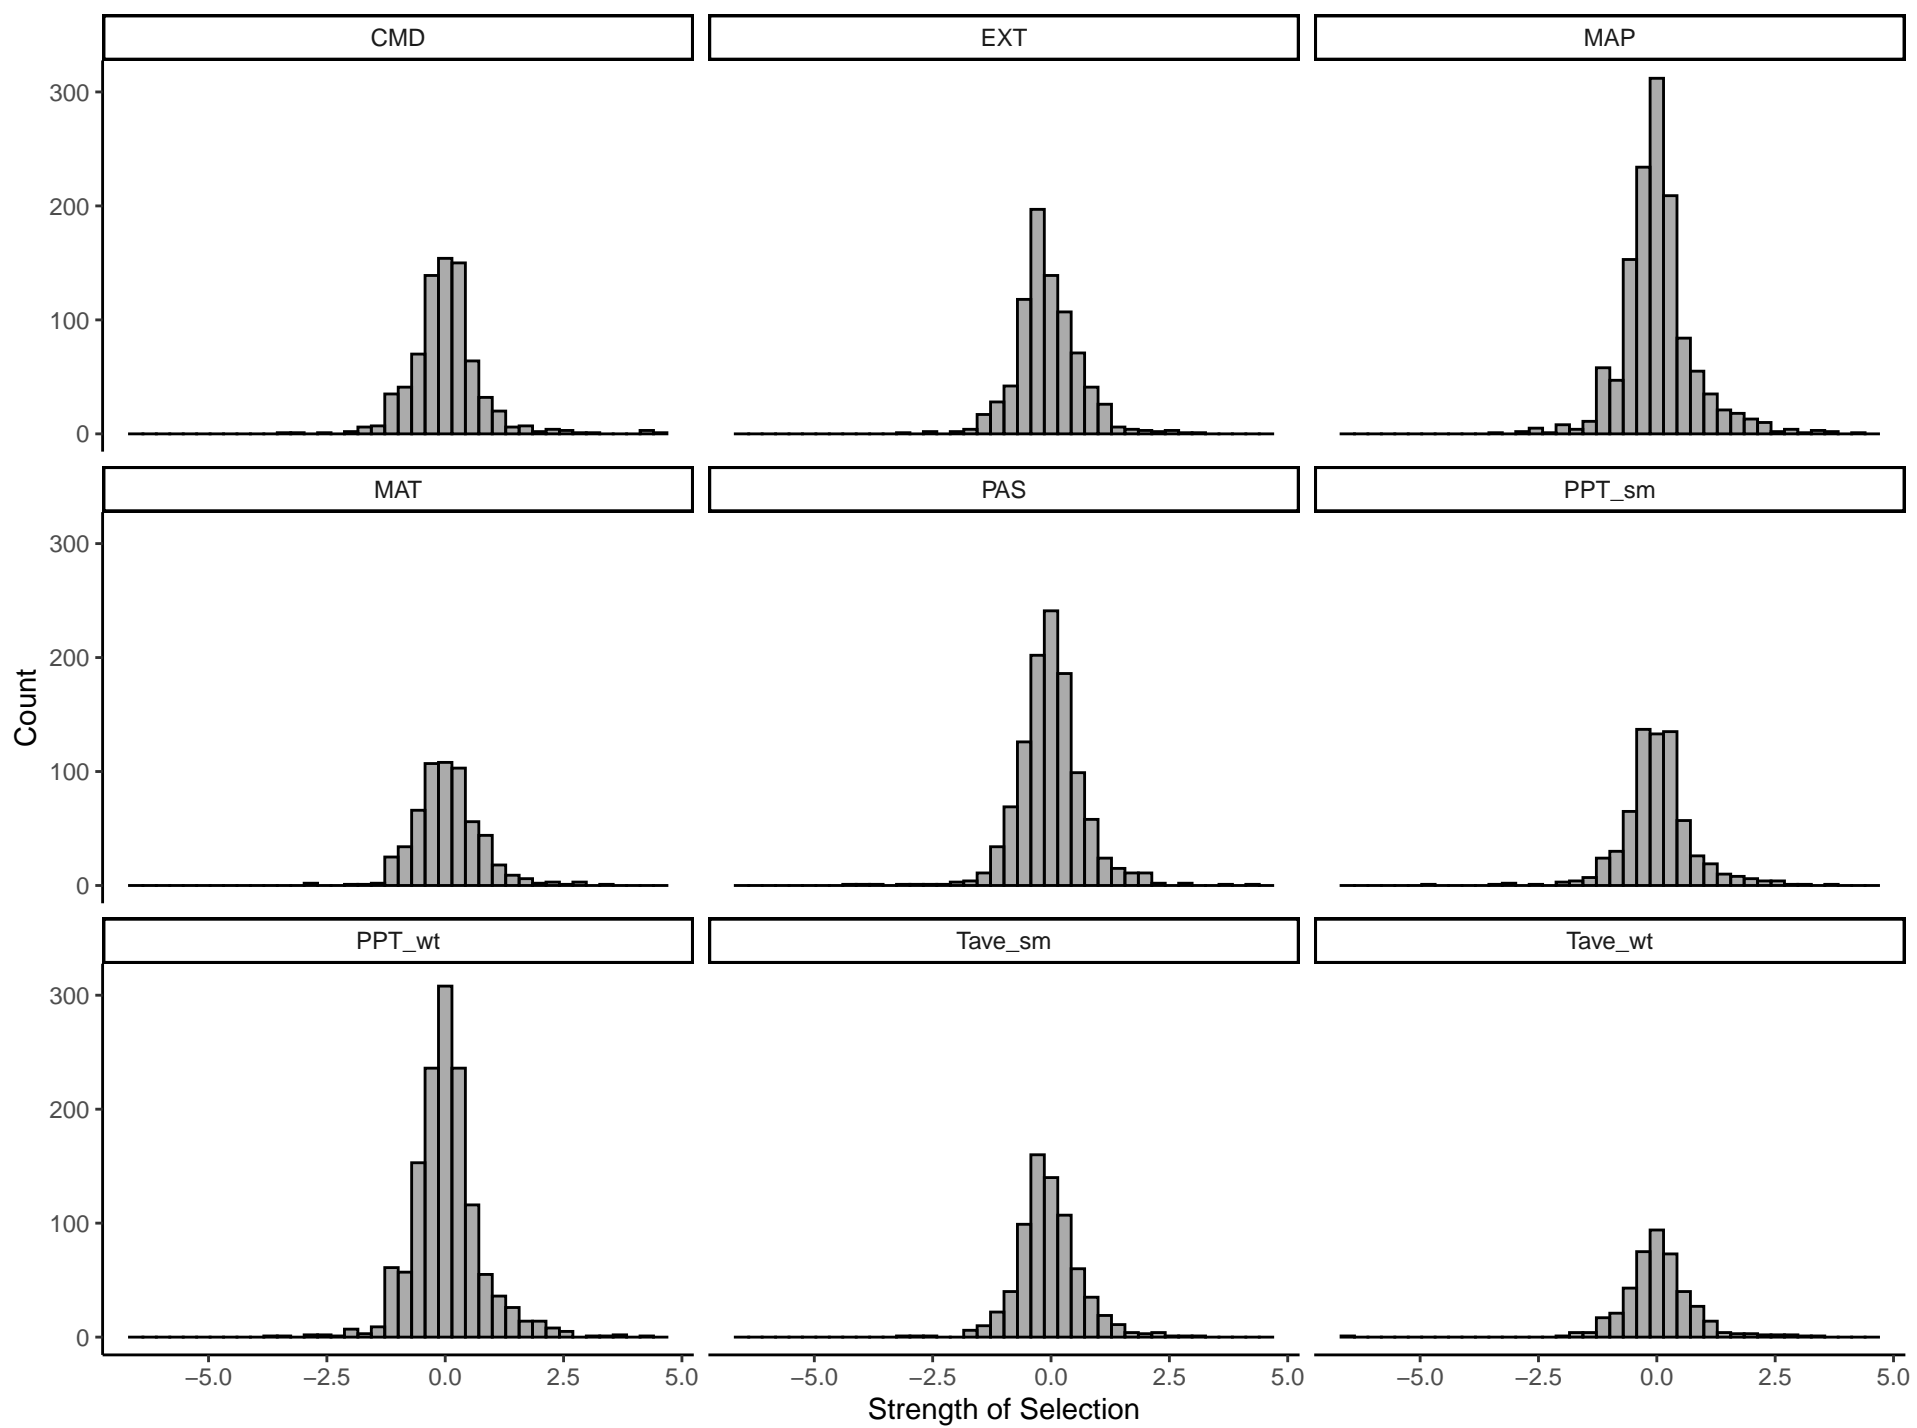 CMD EXT MAP
300
200
100
0
MAT PAS PPT_sm
300
200
100
0
Count
PPT_wt Tave_sm Tave_wt
300
200
100
0
−5.0 −2.5 0.0 2.5 5.0 −5.0 −2.5 0.0 2.5 5.0 −5.0 −2.5 0.0 2.5 5.0
Strength of Selection